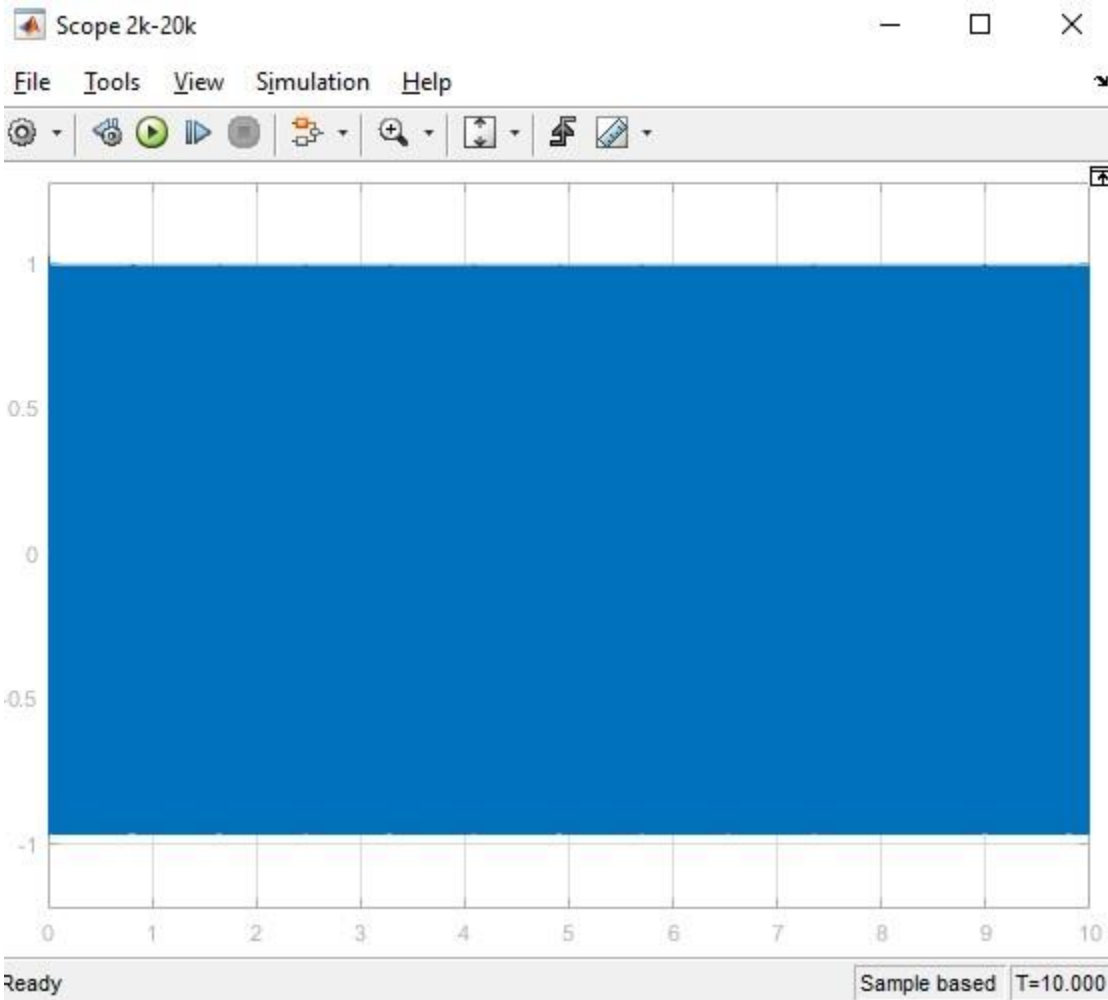 Scope 2k-20k
File Tools View Simulation Help
1
0.5
0
-0.5
-1
0 1 2 3 4 5 6 7 8 9 10
Ready Sample based T=10.000